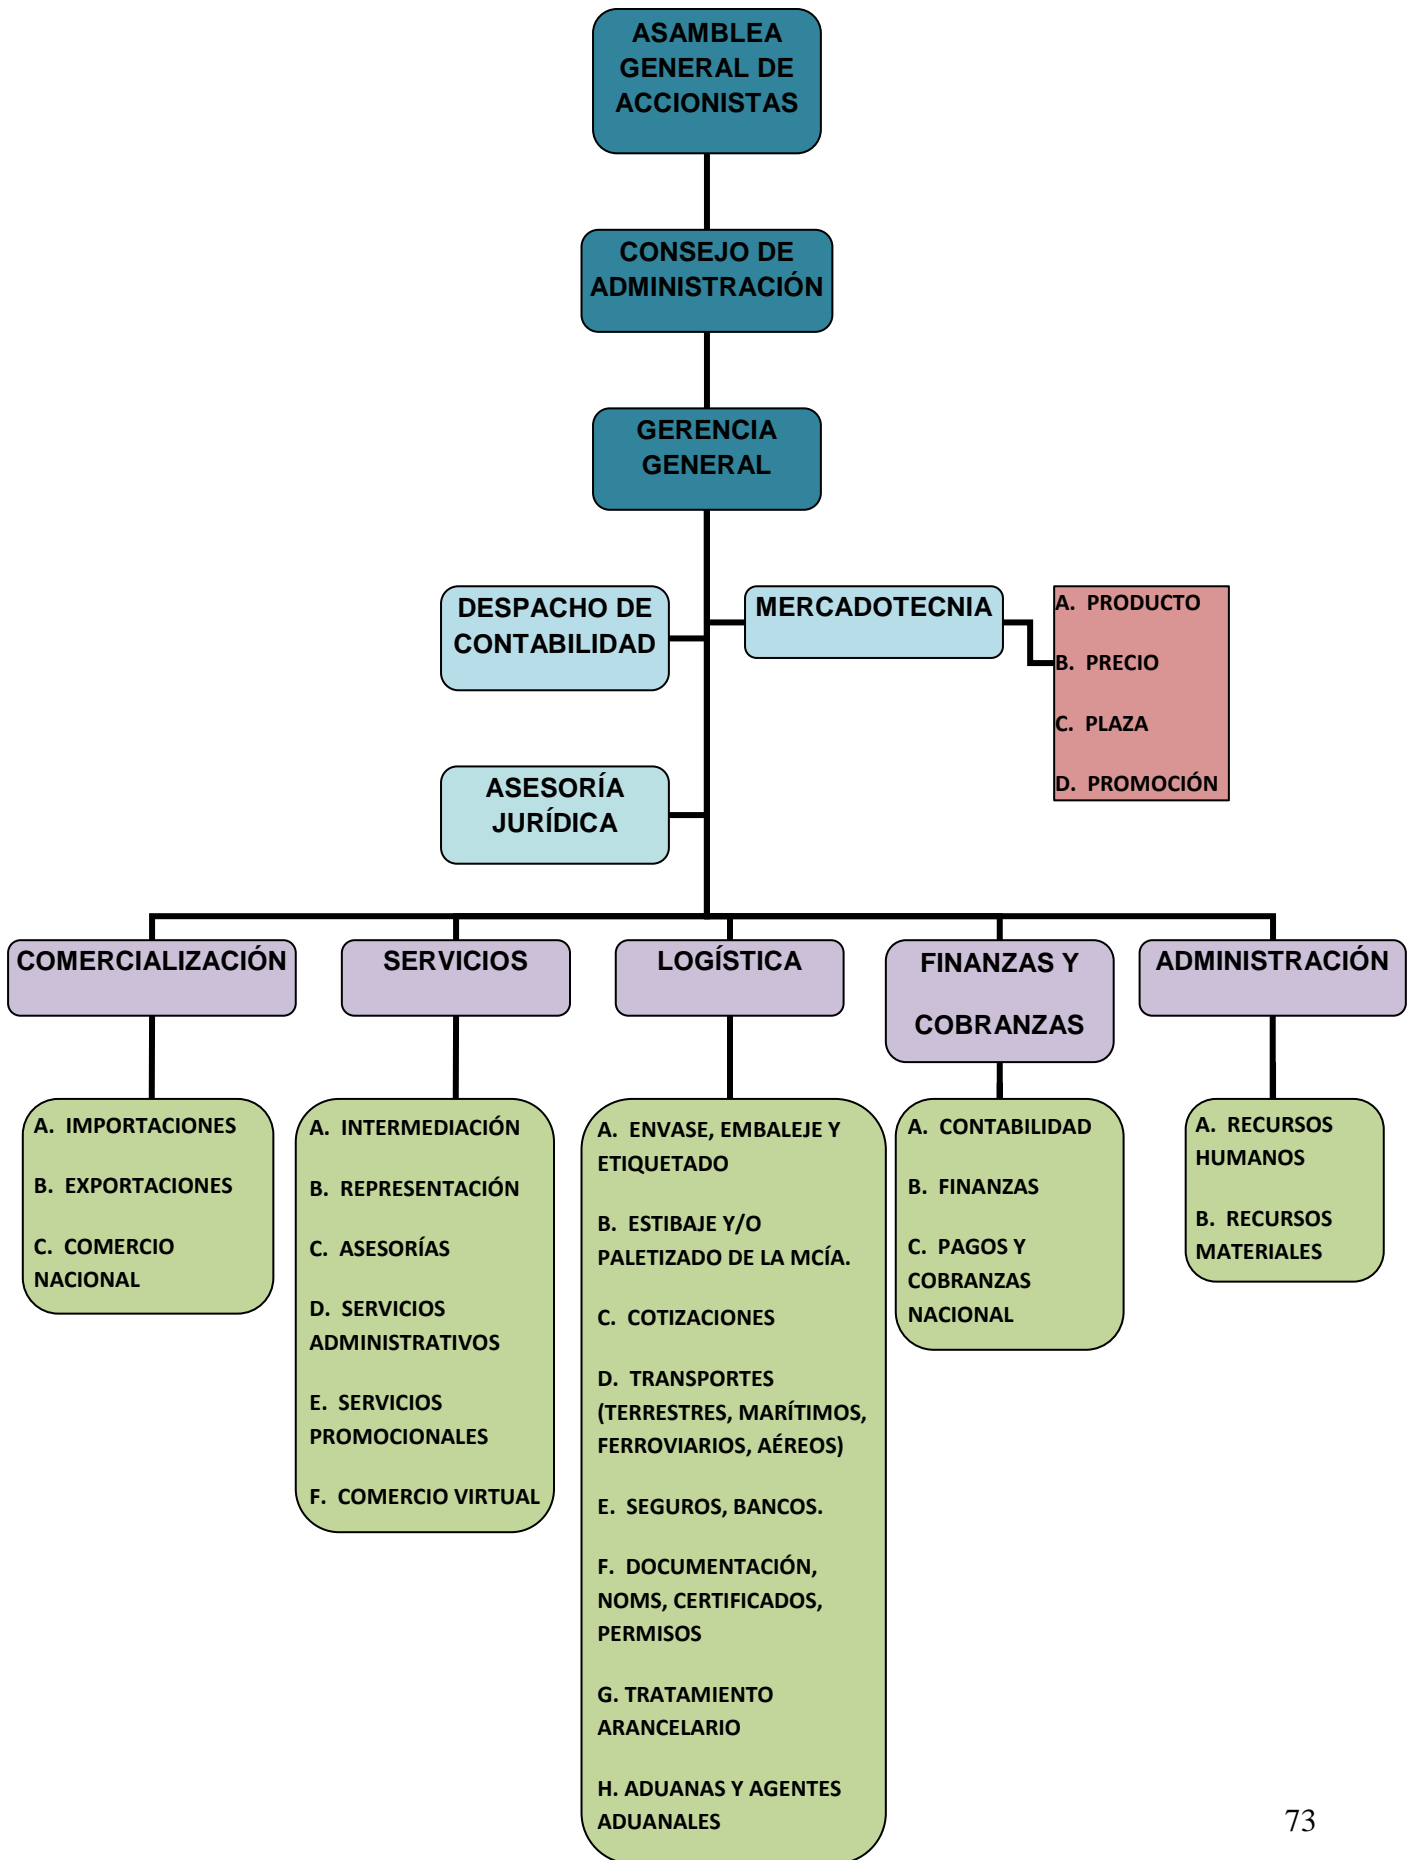 ASAMBLEA
GENERAL DE
ACCIONISTAS
CONSEJO DE
ADMINISTRACIÓN
GERENCIA
GENERAL
DESPACHO DE
CONTABILIDAD
MERCADOTECNIA
A. PRODUCTO
B. PRECIO
C. PLAZA
D. PROMOCIÓN
ASESORÍA
JURÍDICA
COMERCIALIZACIÓN
SERVICIOS
LOGÍSTICA
FINANZAS Y
COBRANZAS
ADMINISTRACIÓN
A. IMPORTACIONES
B. EXPORTACIONES
C. COMERCIO
NACIONAL
A. INTERMEDIACIÓN
B. REPRESENTACIÓN
C. ASESORÍAS
D. SERVICIOS
ADMINISTRATIVOS
E. SERVICIOS
PROMOCIONALES
F. COMERCIO VIRTUAL
A. ENVASE, EMBALEJE Y
ETIQUETADO
B. ESTIBAJE Y/O
PALETIZADO DE LA MCÍA.
C. COTIZACIONES
D. TRANSPORTES
(TERRESTRES, MARÍTIMOS,
FERROVIARIOS, AÉREOS)
E. SEGUROS, BANCOS.
F. DOCUMENTACIÓN,
NOMS, CERTIFICADOS,
PERMISOS
G. TRATAMIENTO
ARANCELARIO
H. ADUANAS Y AGENTES
ADUANALES
A. CONTABILIDAD
B. FINANZAS
C. PAGOS Y
COBRANZAS
NACIONAL
A. RECURSOS
HUMANOS
B. RECURSOS
MATERIALES
73